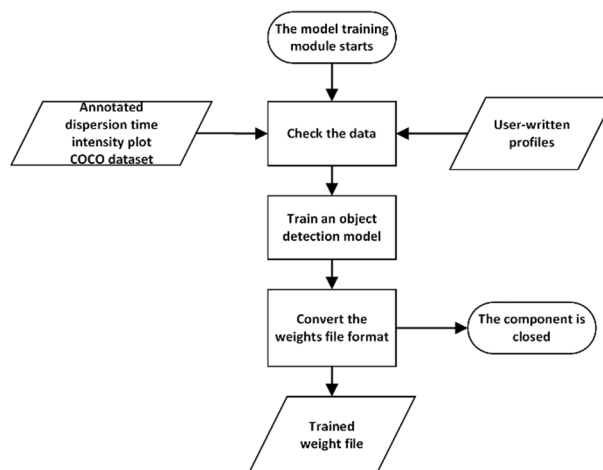 The model training
module starts
Annotated
dispersion time
intensity plot
COCO dataset
Check the data
User-written
profiles
Train an object
detection model
Convert the
weights file format
The component is
closed
Trained
weight file